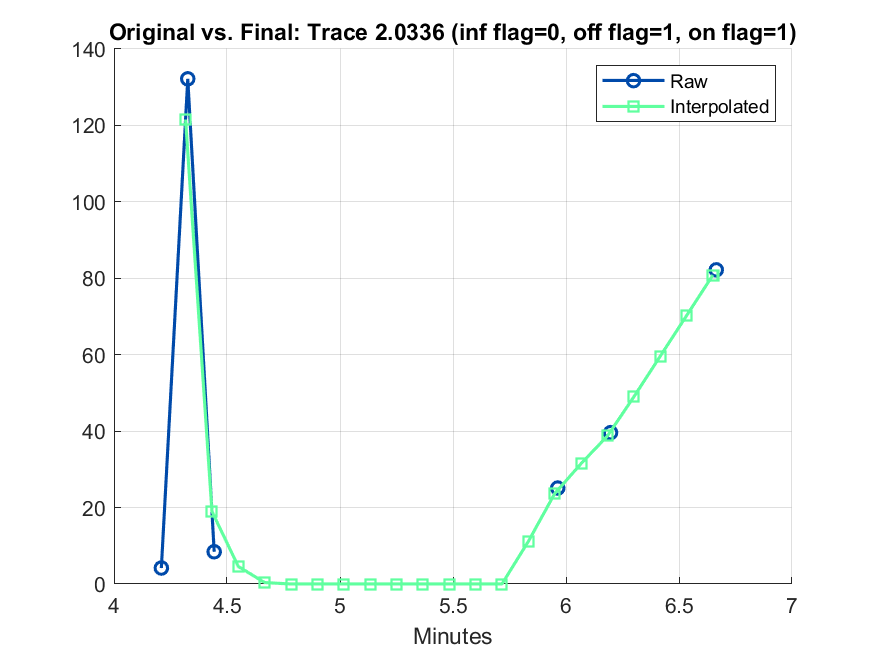 Original vs. Final: Trace 2.0336 (inf flag=0, off flag=1, on flag=1)
Raw
Interpolated
140
120
100
80
60
40
20
0
4 4.5 5 5.5 6 6.5 7
Minutes